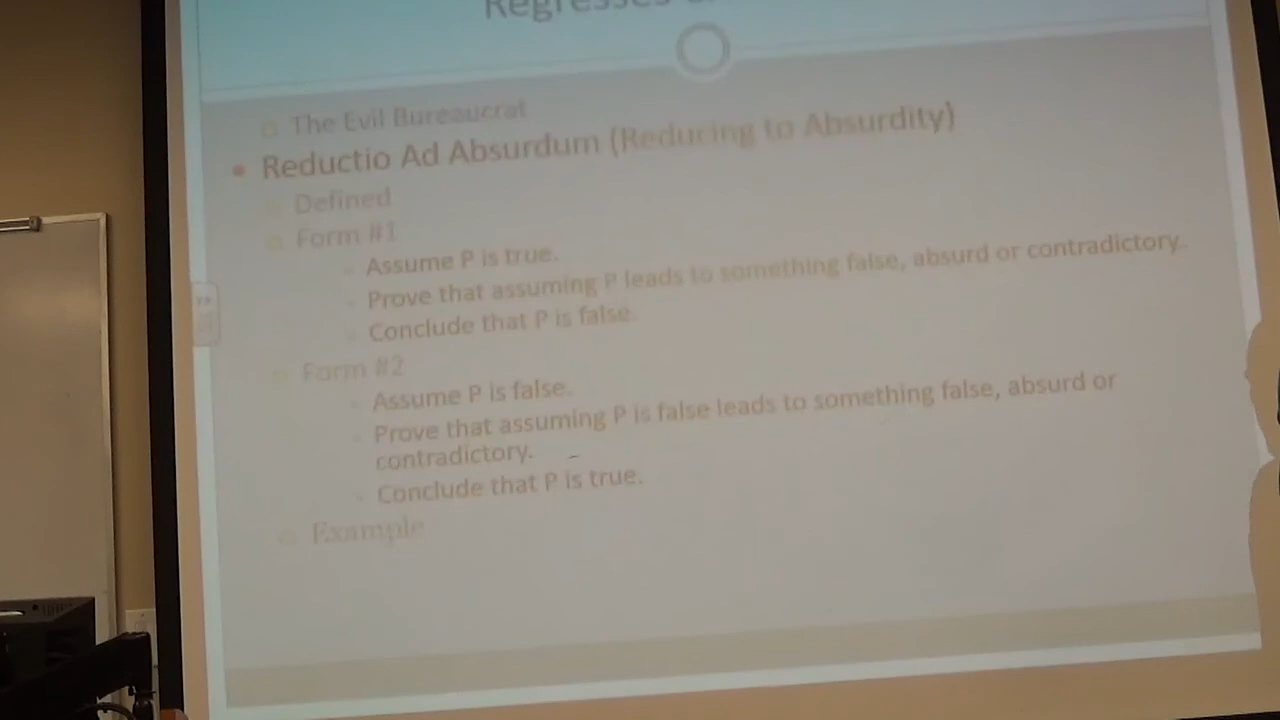 Regresses
The Evil Bureaucrat
Reductio Ad Absurdum (Reducing to Absurdity)
Defined
Form #1
Assume P is true.
Prove that assuming P leads to something false, absurd or contradictory.
Conclude that P is false.
Form #2
Assume P is false.
Prove that assuming P is false leads to something false, absurd or
contradictory.
Conclude that P is true.
Example